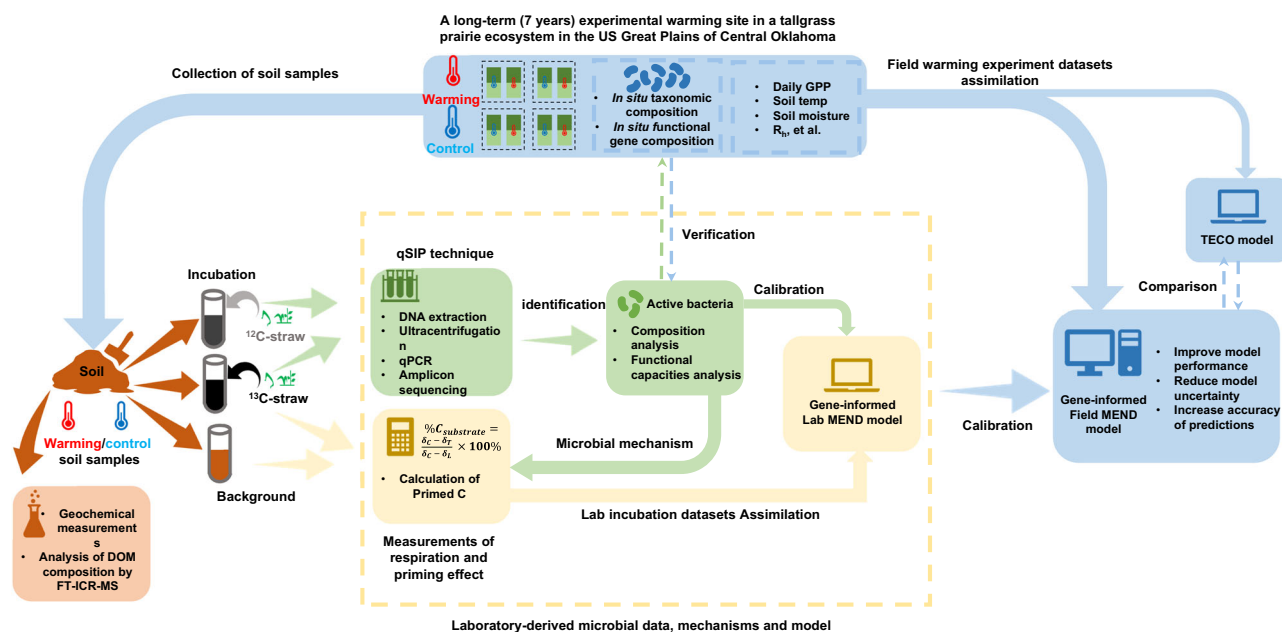 A long-term (7 years) experimental warming site in a tallgrass
prairie ecosystem in the US Great Plains of Central Oklahoma
Collection of soil samples
Warming
Control
• In situ taxonomic
composition
• In situ functional
gene composition
• Daily GPP
• Soil temp
• Soil moisture
• Rh, et al.
Field warming experiment datasets
assimilation
TECO model
Verification
Comparison
qSIP technique
• DNA extraction
• Ultracentrifugatio
n
• qPCR
• Amplicon
sequencing
identification
Active bacteria
• Composition
analysis
• Functional
capacities analysis
Calibration
Gene-informed
Lab MEND model
Calibration
Gene-informed
Field MEND
model
• Improve model
performance
• Reduce model
uncertainty
• Increase accuracy
of predictions
Incubation
12C-straw
13C-straw
Background
Soil
Warming/control
soil samples
• Geochemical
measurement
s
• Analysis of DOM
composition by
FT-ICR-MS
%Csubstrate =
δC − δT
δC − δL
× 100%
• Calculation of
Primed C
Microbial mechanism
Lab incubation datasets Assimilation
Measurements of
respiration and
priming effect
Laboratory-derived microbial data, mechanisms and model